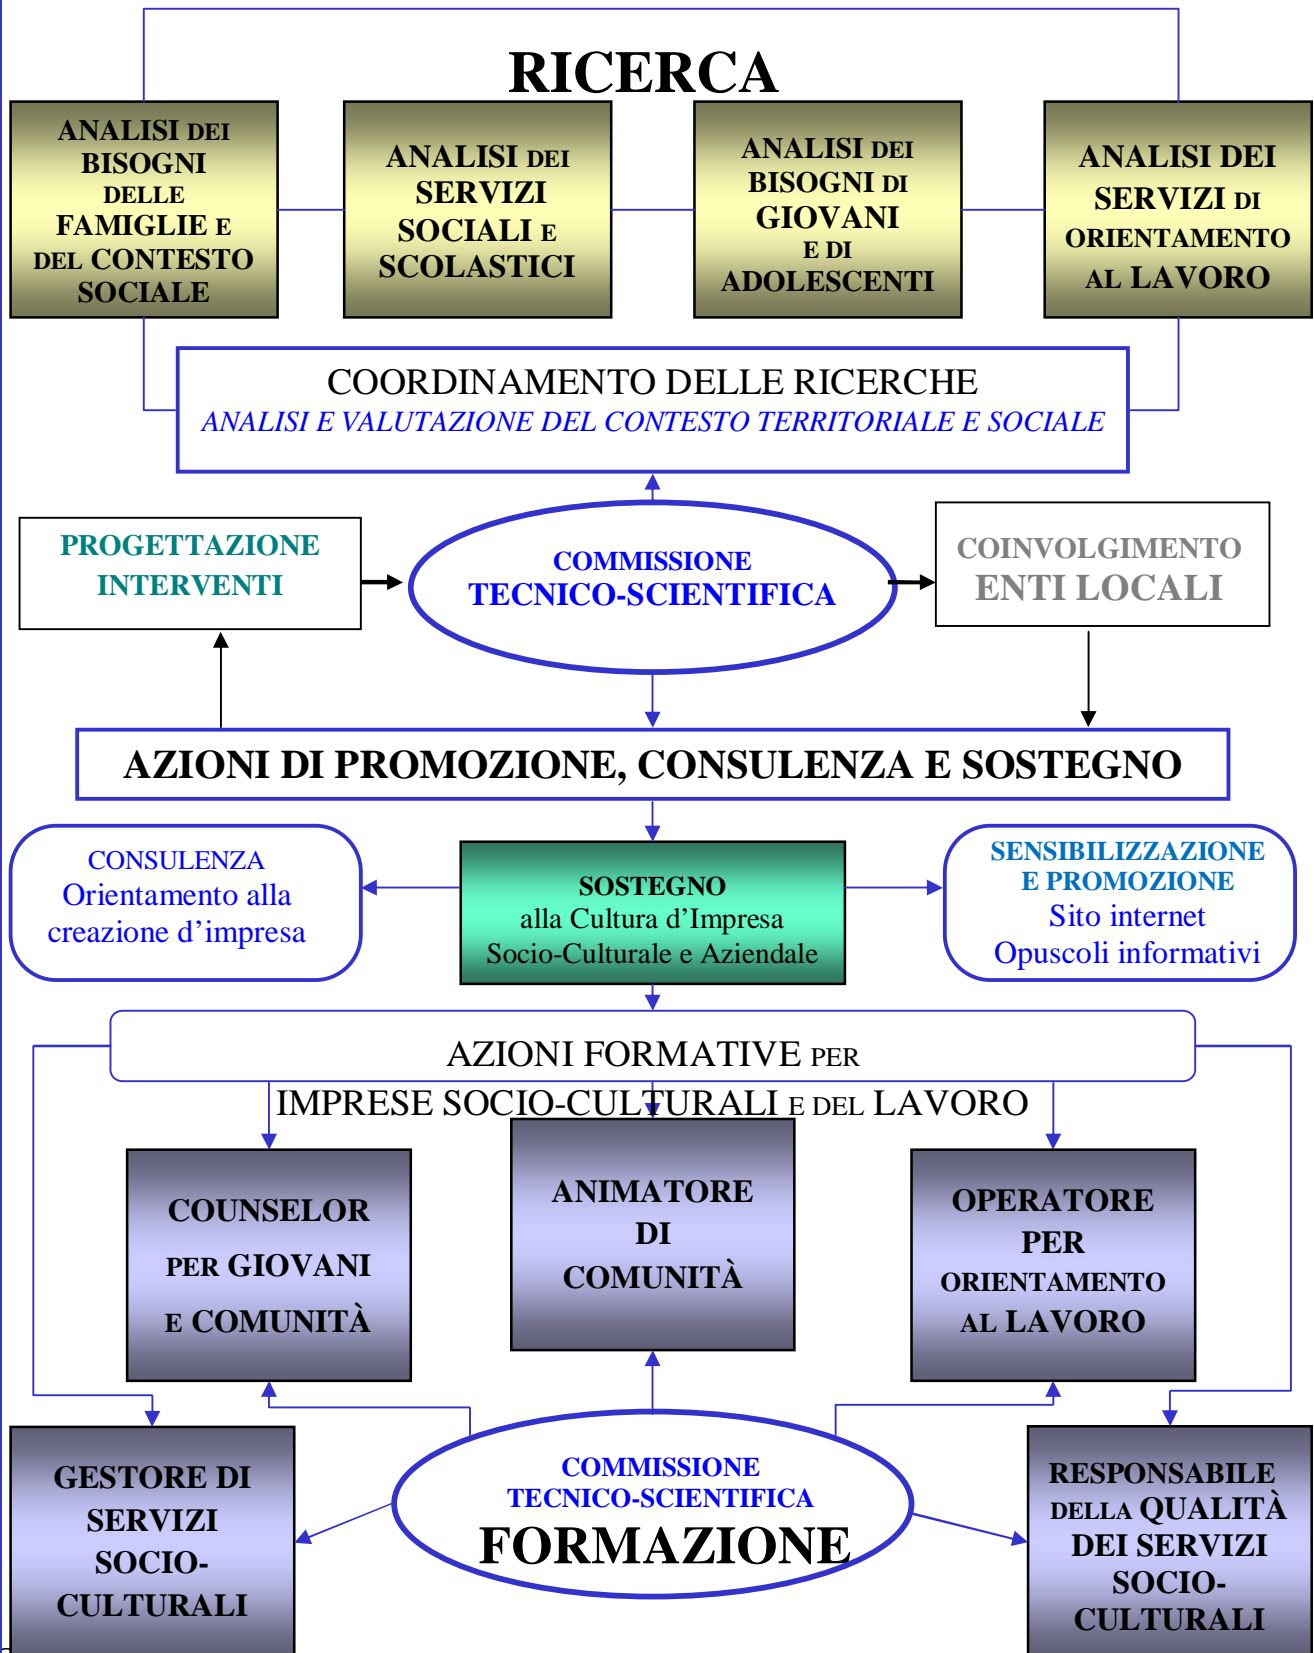 RICERCA
ANALISI DEI
BISOGNI
DELLE
FAMIGLIE E
DEL CONTESTO
SOCIALE
ANALISI DEI
SERVIZI
SOCIALI E
SCOLASTICI
ANALISI DEI
BISOGNI DI
GIOVANI
E DI
ADOLESCENTI
ANALISI DEI
SERVIZI DI
ORIENTAMENTO
AL LAVORO
COORDINAMENTO DELLE RICERCHE
ANALISI E VALUTAZIONE DEL CONTESTO TERRITORIALE E SOCIALE
PROGETTAZIONE
INTERVENTI
COMMISSIONE
TECNICO-SCIENTIFICA
COINVOLGIMENTO
ENTI LOCALI
AZIONI DI PROMOZIONE, CONSULENZA E SOSTEGNO
CONSULENZA
Orientamento alla
creazione d’impresa
SOSTEGNO
alla Cultura d’Impresa
Socio-Culturale e Aziendale
SENSIBILIZZAZIONE
E PROMOZIONE
Sito internet
Opuscoli informativi
AZIONI FORMATIVE PER
IMPRESE SOCIO-CULTURALI E DEL LAVORO
COUNSELOR
PER GIOVANI
E COMUNITÀ
ANIMATORE
DI
COMUNITÀ
OPERATORE
PER
ORIENTAMENTO
AL LAVORO
GESTORE DI
SERVIZI
SOCIO-
CULTURALI
COMMISSIONE
TECNICO-SCIENTIFICA
FORMAZIONE
RESPONSABILE
DELLA QUALITÀ
DEI SERVIZI
SOCIO-
CULTURALI